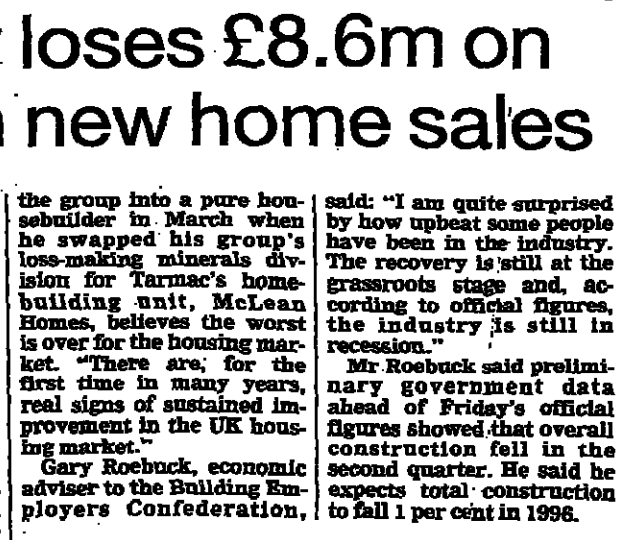 loses £8.6m on
new home sales
the group into a pure hou-
sebuilder in March when
he swapped his group's
loss-making minerals div-
ision for Tarmac's home-
building unit, McLean
Homes, believes the worst
is over for the housing mar-
ket. "There are, for the
first time in many years,
real signs of sustained im-
provement in the UK hous-
ing market."
Gary Roebuck, economic
adviser to the Building Em-
ployers Confederation,
said: "I am quite surprised
by how upbeat some people
have been in the industry.
The recovery is still at the
grassroots stage and, ac-
cording to official figures,
the industry is still in
recession."
Mr Roebuck said prelimi-
nary government data
ahead of Friday's official
figures showed that overall
construction fell in the
second quarter. He said he
expects total construction
to fall 1 per cent in 1996.